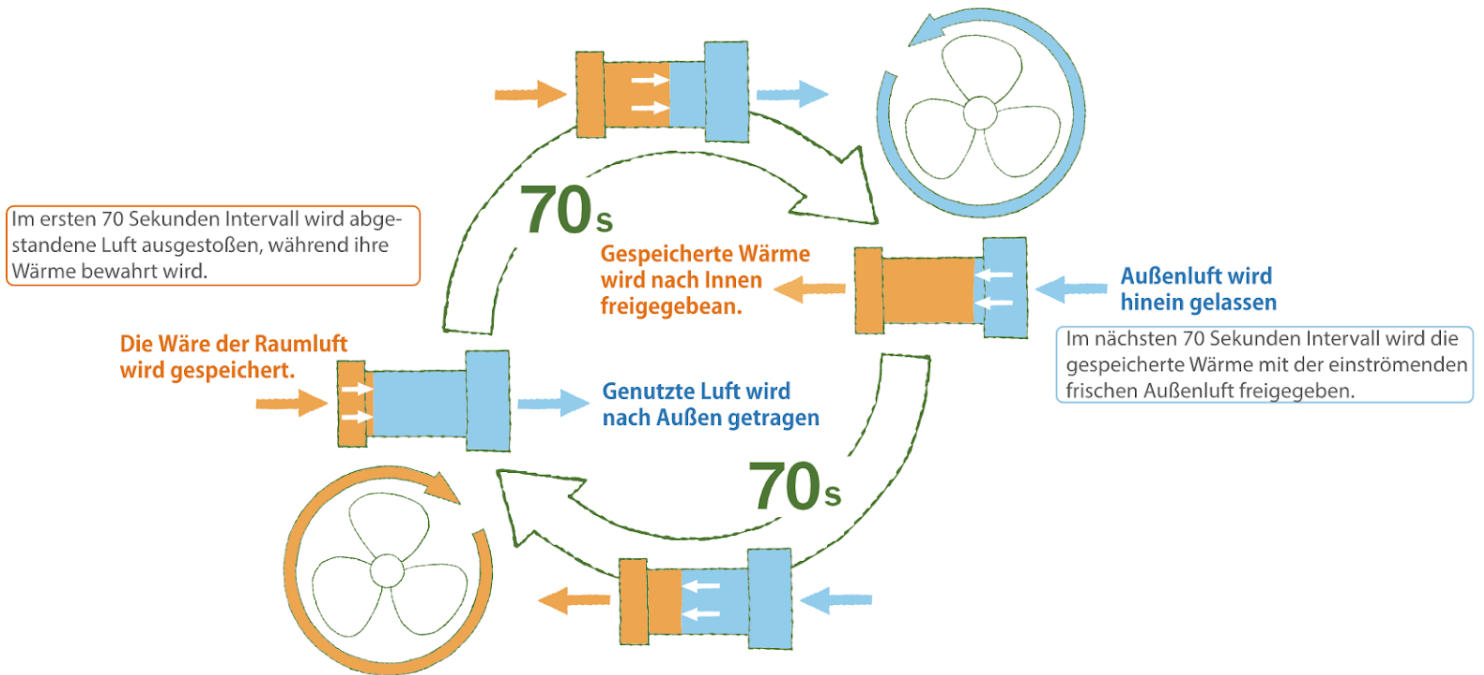 70s
Im ersten 70 Sekunden Intervall wird abge-
standene Luft ausgestoßen, während ihre
Wärme bewahrt wird.
Gespeicherte Wärme
wird nach Innen
freigegebean.
Außenluft wird
hinein gelassen
Im nächsten 70 Sekunden Intervall wird die
gespeicherte Wärme mit der einströmenden
frischen Außenluft freigegeben.
Die Wäre der Raumluft
wird gespeichert.
Genutzte Luft wird
nach Außen getragen
70s